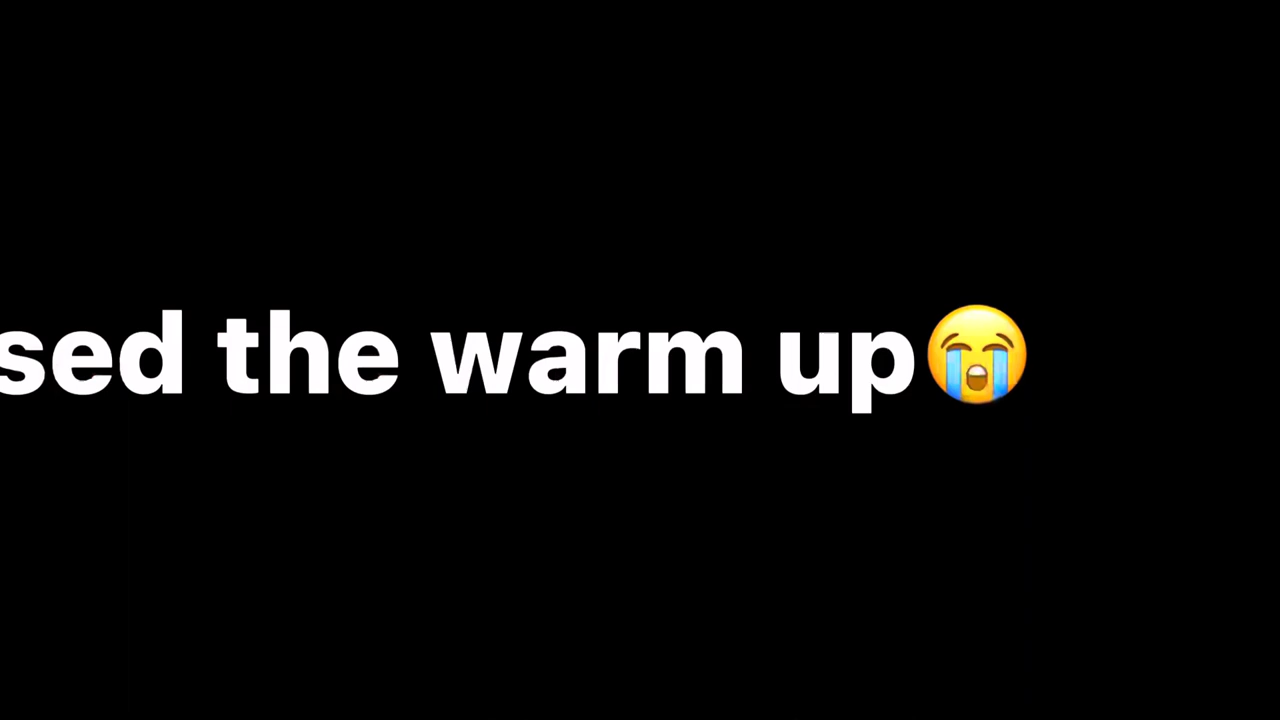 sed the warm up😭